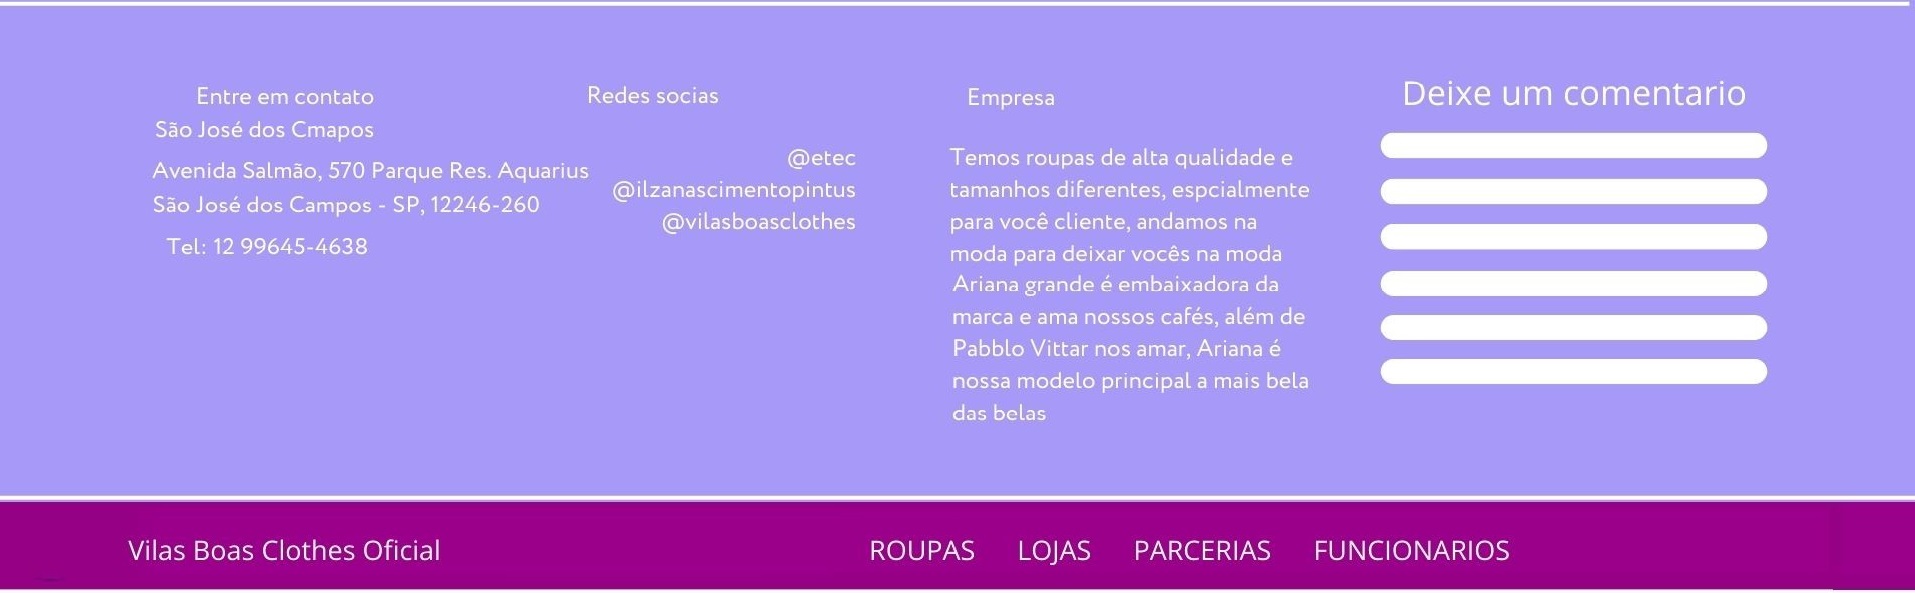 Entre em contato
São José dos Cmapos
Avenida Salmão, 570 Parque Res. Aquarius
São José dos Campos - SP, 12246-260
Tel: 12 99645-4638
Redes socias
@etec
@ilzanascimentopintus
@vilasboasclothes
Empresa
Temos roupas de alta qualidade e
tamanhos diferentes, espcialmente
para você cliente, andamos na
moda para deixar vocês na moda
Ariana grande é embaixadora da
marca e ama nossos cafés, além de
Pabblo Vittar nos amar, Ariana é
nossa modelo principal a mais bela
das belas
Deixe um comentario
Vilas Boas Clothes Oficial
ROUPAS LOJAS PARCERIAS FUNCIONARIOS